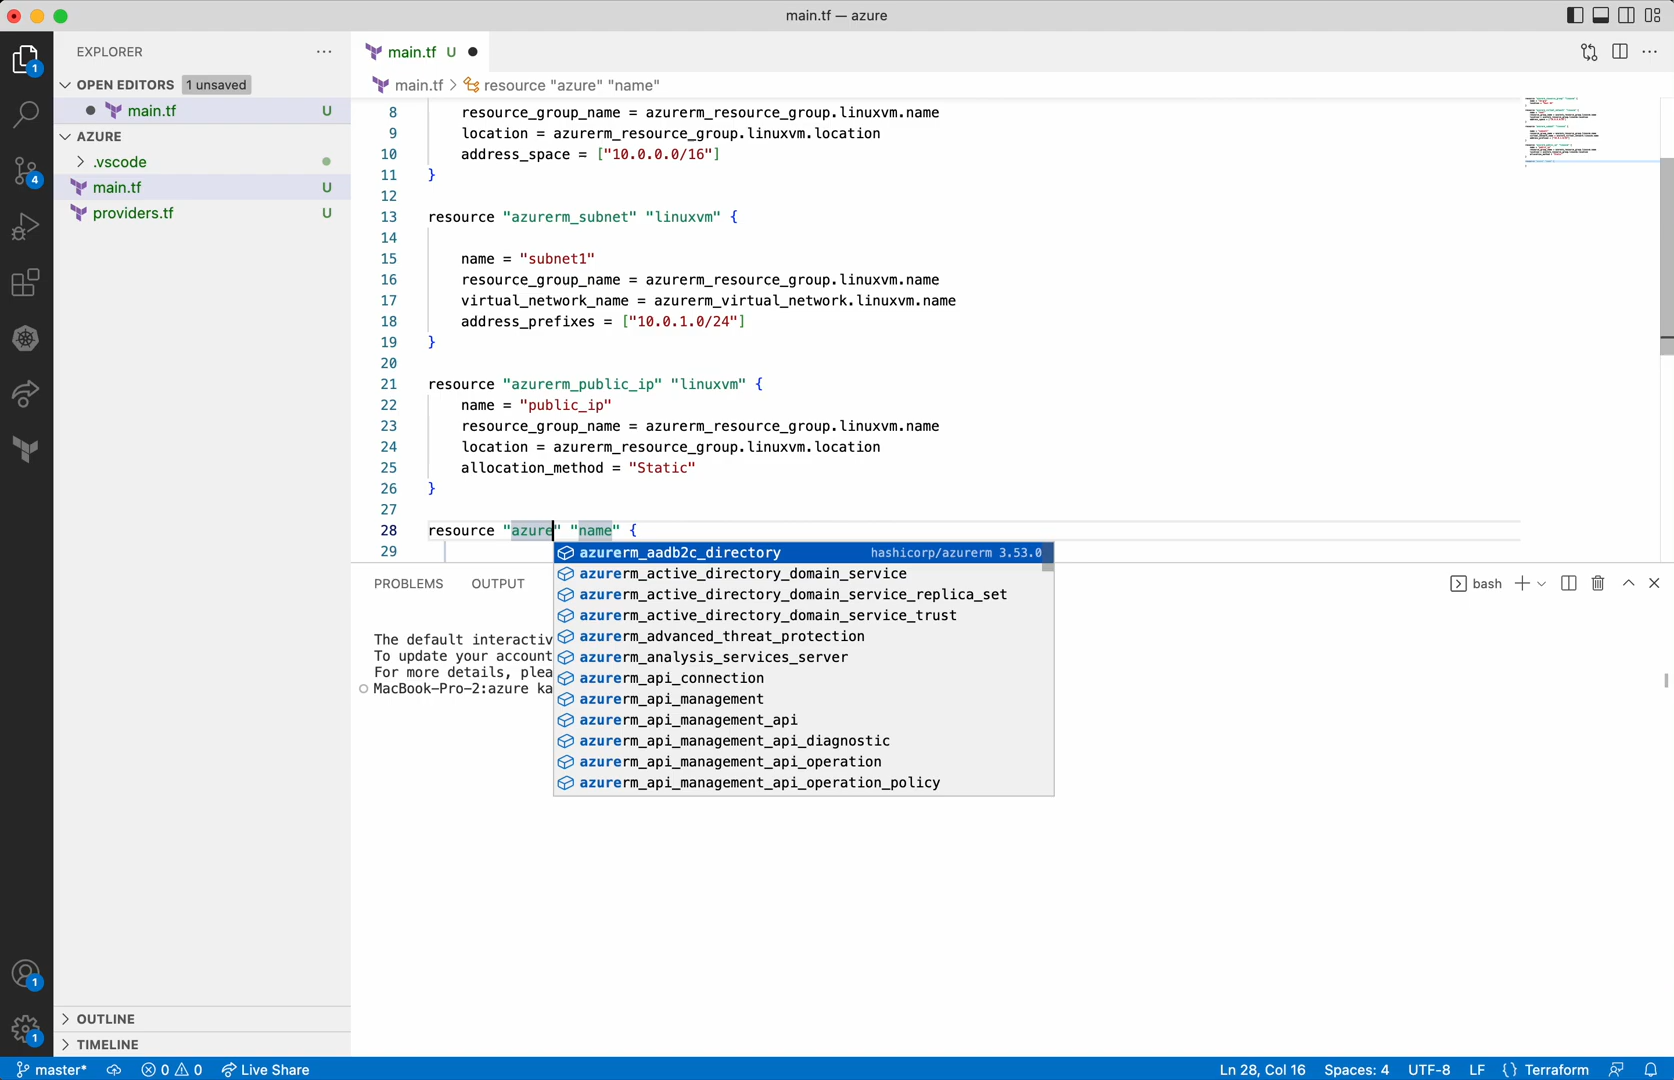 main.tf — azure
EXPLORER
OPEN EDITORS 1 unsaved
main.tf U
AZURE
.vscode
main.tf U
providers.tf U
OUTLINE
TIMELINE
1
4
1
1
main.tf U
main.tf > resource "azure" "name"
8 resource_group_name = azurerm_resource_group.linuxvm.name
9 location = azurerm_resource_group.linuxvm.location
10 address_space = ["10.0.0.0/16"]
11 }
12
13 resource "azurerm_subnet" "linuxvm" {
14
15 name = "subnet1"
16 resource_group_name = azurerm_resource_group.linuxvm.name
17 virtual_network_name = azurerm_virtual_network.linuxvm.name
18 address_prefixes = ["10.0.1.0/24"]
19 }
20
21 resource "azurerm_public_ip" "linuxvm" {
22 name = "public_ip"
23 resource_group_name = azurerm_resource_group.linuxvm.name
24 location = azurerm_resource_group.linuxvm.location
25 allocation_method = "Static"
26 }
27
28 resource "azure" "name" {
29
azurerm_aadb2c_directory hashicorp/azurerm 3.53.0
azurerm_active_directory_domain_service
azurerm_active_directory_domain_service_replica_set
azurerm_active_directory_domain_service_trust
azurerm_advanced_threat_protection
azurerm_analysis_services_server
azurerm_api_connection
azurerm_api_management
azurerm_api_management_api
azurerm_api_management_api_diagnostic
azurerm_api_management_api_operation
azurerm_api_management_api_operation_policy
PROBLEMS OUTPUT
bash
The default interactiv
To update your account
For more details, plea
MacBook-Pro-2:azure ka
master* 0 0 Live Share
Ln 28, Col 16 Spaces: 4 UTF-8 LF {} Terraform